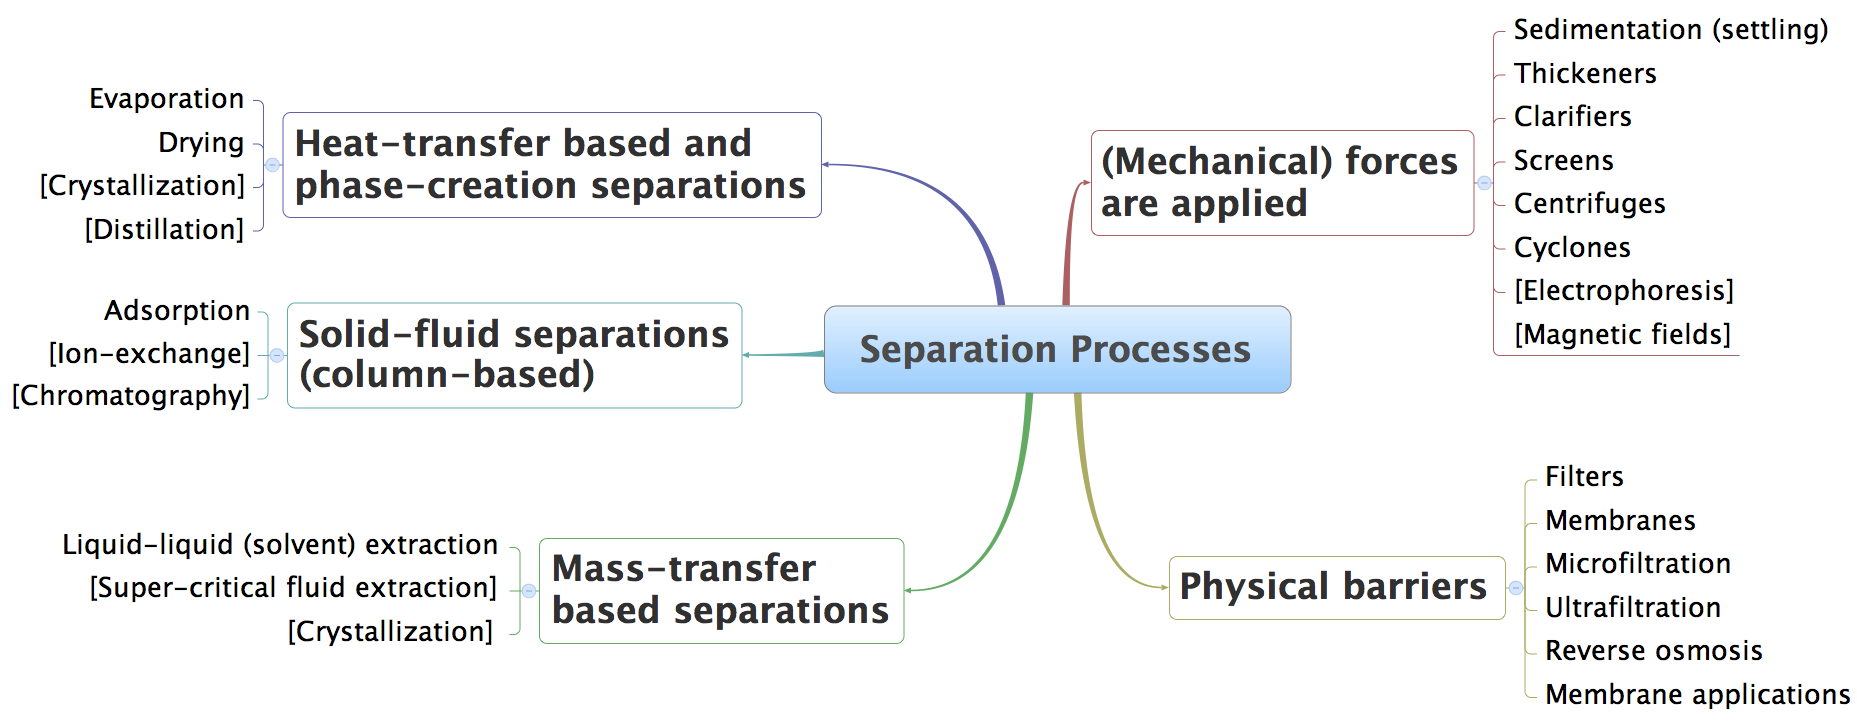 Separation Processes
Heat-transfer based and
phase-creation separations
Evaporation
Drying
[Crystallization]
[Distillation]
Solid-fluid separations
(column-based)
Adsorption
[Ion-exchange]
[Chromatography]
Mass-transfer
based separations
Liquid-liquid (solvent) extraction
[Super-critical fluid extraction]
[Crystallization]
(Mechanical) forces
are applied
Sedimentation (settling)
Thickeners
Clarifiers
Screens
Centrifuges
Cyclones
[Electrophoresis]
[Magnetic fields]
Physical barriers
Filters
Membranes
Microfiltration
Ultrafiltration
Reverse osmosis
Membrane applications